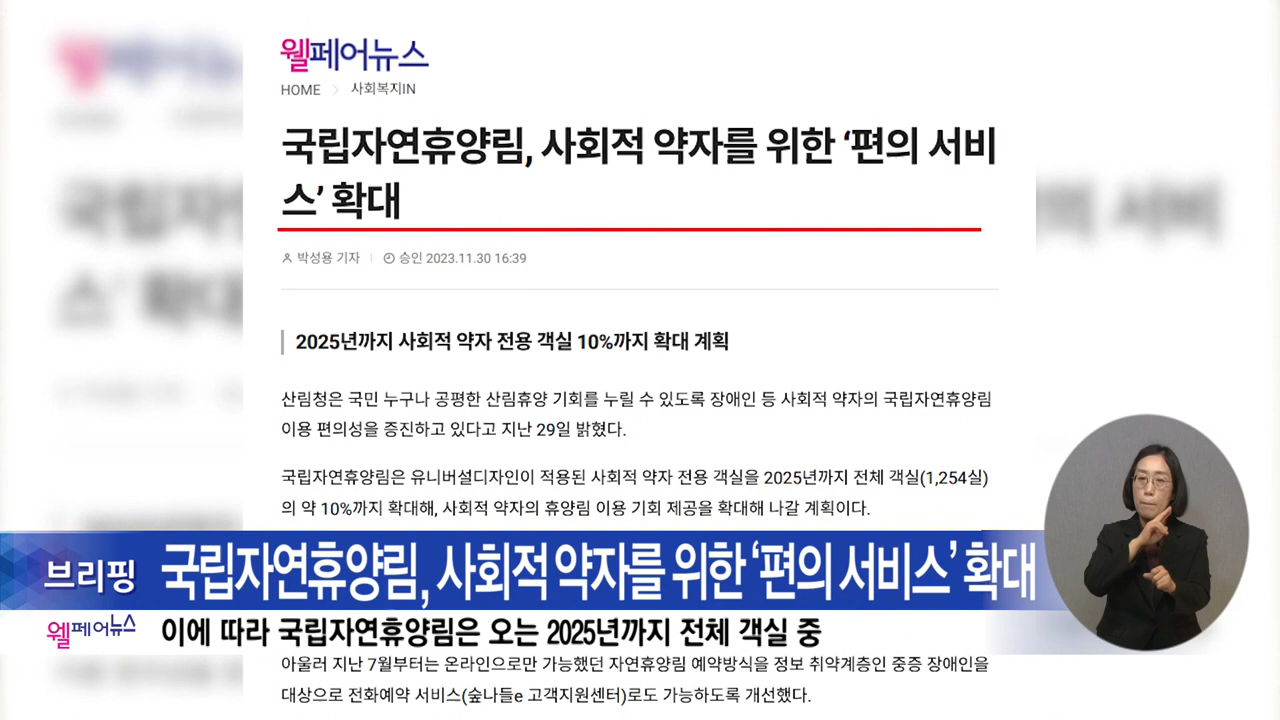 웰페어뉴스
HOME > 사회복지IN
국립자연휴양림, 사회적 약자를 위한 ‘편의 서비
스’ 확대
박성용 기자 | 승인 2023.11.30 16:39
2025년까지 사회적 약자 전용 객실 10%까지 확대 계획
산림청은 국민 누구나 공평한 산림휴양 기회를 누릴 수 있도록 장애인 등 사회적 약자의 국립자연휴양림
이용 편의성을 증진하고 있다고 지난 29일 밝혔다.
국립자연휴양림은 유니버설디자인이 적용된 사회적 약자 전용 객실을 2025년까지 전체 객실(1,254실)
의 약 10%까지 확대해, 사회적 약자의 휴양림 이용 기회 제공을 확대해 나갈 계획이다.
브리핑 국립자연휴양림, 사회적 약자를 위한 ‘편의 서비스’ 확대
웰페어뉴스 이에 따라 국립자연휴양림은 오는 2025년까지 전체 객실 중
아울러 지난 7월부터는 온라인으로만 가능했던 자연휴양림 예약방식을 정보 취약계층인 중증 장애인을
대상으로 전화예약 서비스(숲나들e 고객지원센터)로도 가능하도록 개선했다.